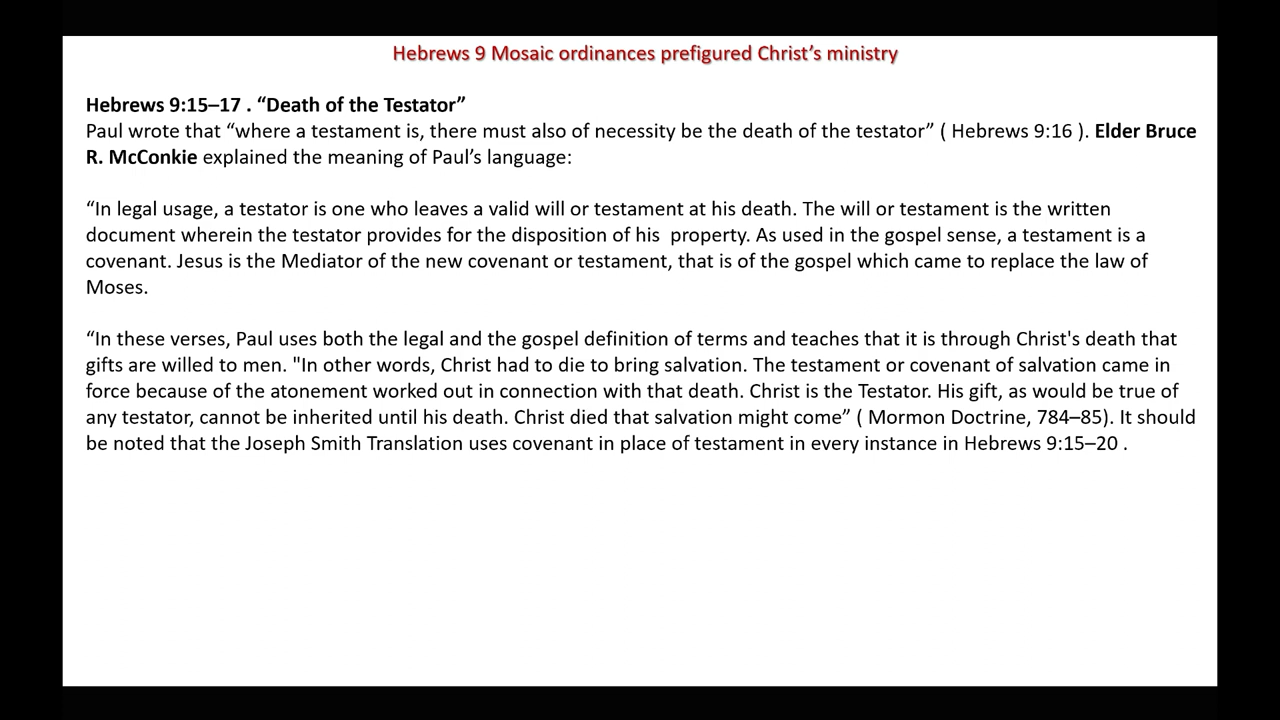 Hebrews 9 Mosaic ordinances prefigured Christ’s ministry
Hebrews 9:15–17 . “Death of the Testator”
Paul wrote that “where a testament is, there must also of necessity be the death of the testator” ( Hebrews 9:16 ). Elder Bruce
R. McConkie explained the meaning of Paul’s language:
“In legal usage, a testator is one who leaves a valid will or testament at his death. The will or testament is the written
document wherein the testator provides for the disposition of his  property. As used in the gospel sense, a testament is a
covenant. Jesus is the Mediator of the new covenant or testament, that is of the gospel which came to replace the law of
Moses.
“In these verses, Paul uses both the legal and the gospel definition of terms and teaches that it is through Christ's death that
gifts are willed to men. "In other words, Christ had to die to bring salvation. The testament or covenant of salvation came in
force because of the atonement worked out in connection with that death. Christ is the Testator. His gift, as would be true of
any testator, cannot be inherited until his death. Christ died that salvation might come” ( Mormon Doctrine, 784–85). It should
be noted that the Joseph Smith Translation uses covenant in place of testament in every instance in Hebrews 9:15–20 .